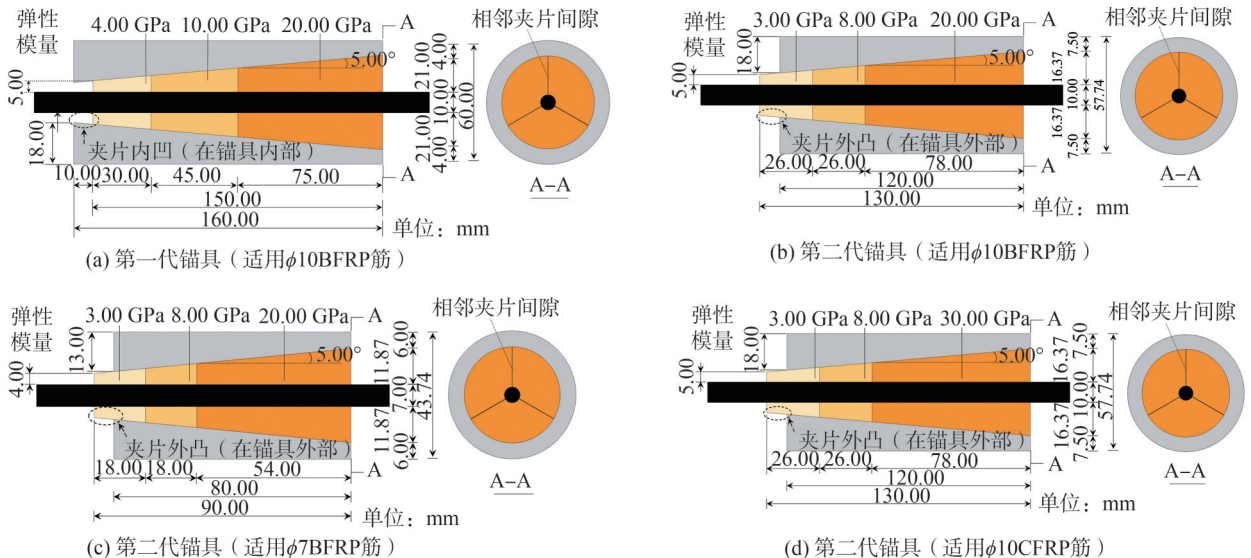 弹性
模量
4.00 GPa
10.00 GPa
20.00 GPa
A
5.00°
5.00
18.00
夹片内凹（在锚具内部）
10.00
30.00
45.00
75.00
150.00
160.00
4.00
21.00
10.00
21.00
4.00
60.00
A
单位：mm
相邻夹片间隙
A-A
(a) 第一代锚具（适用ϕ10BFRP筋）
弹性
模量
3.00 GPa
8.00 GPa
20.00 GPa
A
5.00°
18.00
5.00
夹片外凸（在锚具外部）
26.00
26.00
78.00
120.00
130.00
7.50
16.37
10.00
16.37
7.50
57.74
A
单位：mm
相邻夹片间隙
A-A
(b) 第二代锚具（适用ϕ10BFRP筋）
弹性
模量
3.00 GPa
8.00 GPa
20.00 GPa
A
5.00°
13.00
4.00
夹片外凸（在锚具外部）
18.00
18.00
54.00
80.00
90.00
6.00
11.87
7.00
11.87
6.00
43.74
A
单位：mm
相邻夹片间隙
A-A
(c) 第二代锚具（适用ϕ7BFRP筋）
弹性
模量
3.00 GPa
8.00 GPa
30.00 GPa
A
5.00°
18.00
5.00
夹片外凸（在锚具外部）
26.00
26.00
78.00
120.00
130.00
7.50
16.37
10.00
16.37
7.50
57.74
A
单位：mm
相邻夹片间隙
A-A
(d) 第二代锚具（适用ϕ10CFRP筋）